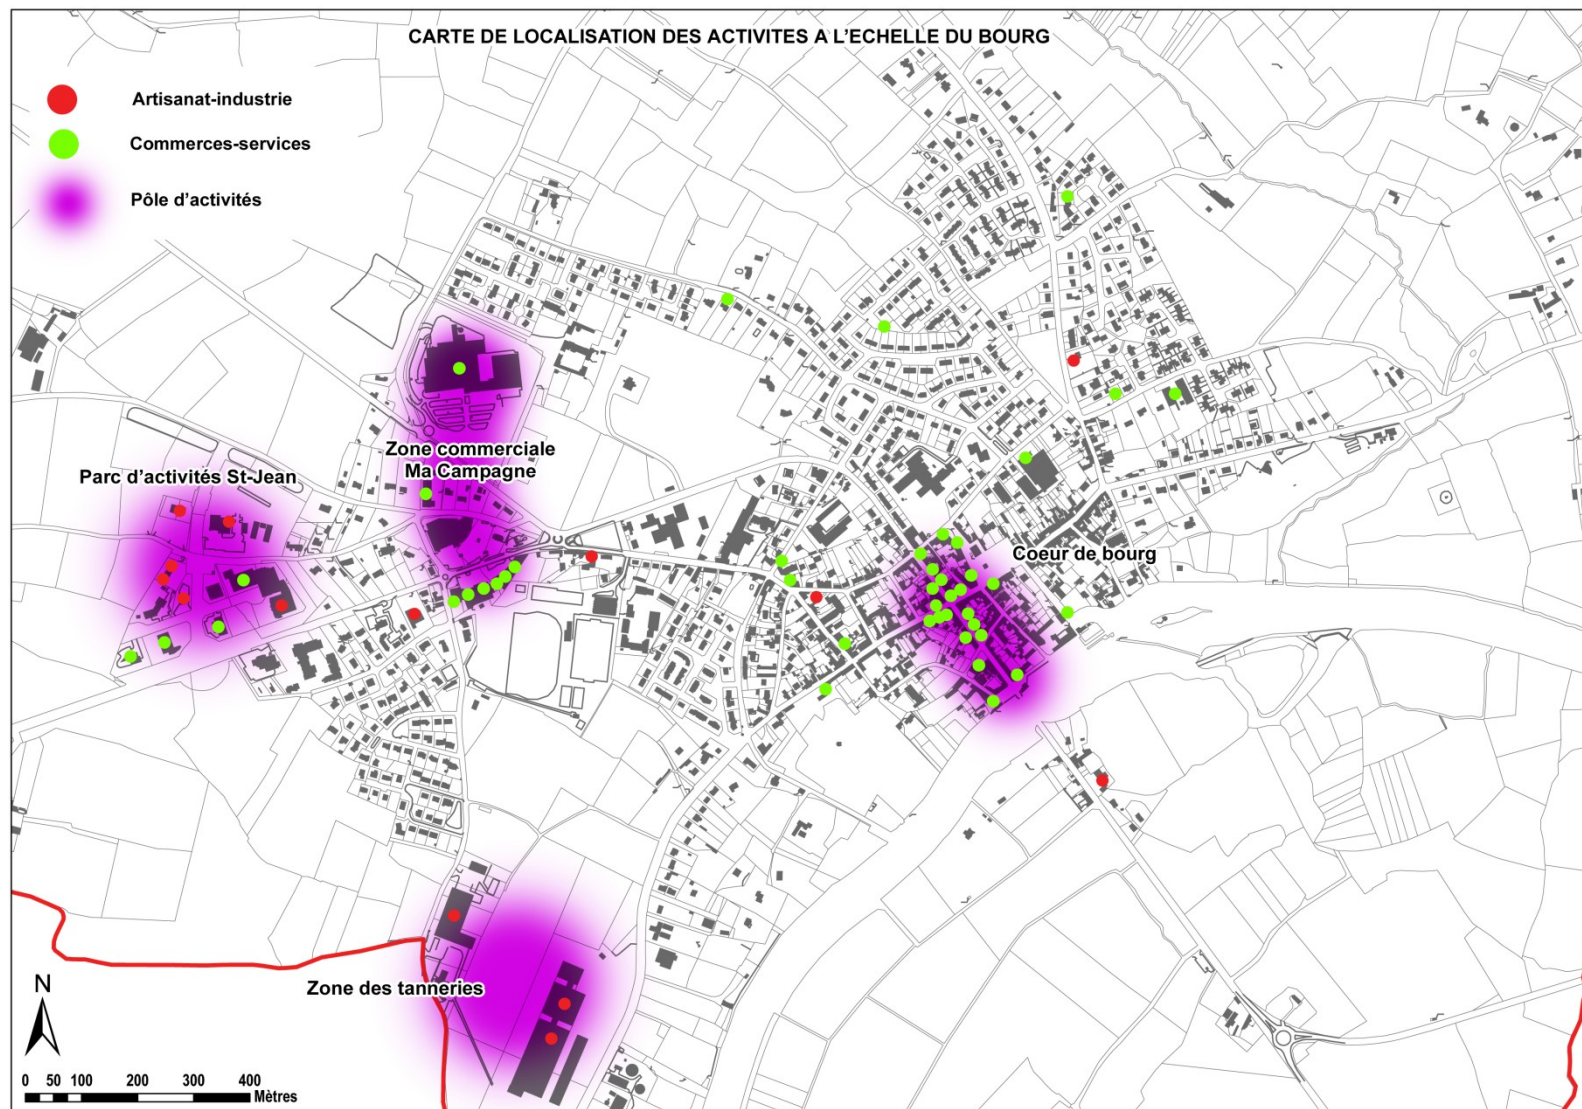 CARTE DE LOCALISATION DES ACTIVITES A L'ECHELLE DU BOURG
Artisanat-industrie
Commerces-services
Pôle d'activités
Zone commerciale
Ma Campagne
Parc d'activités St-Jean
Coeur de bourg
Zone des tanneries
N
0 50 100 200 300 400
Mètres